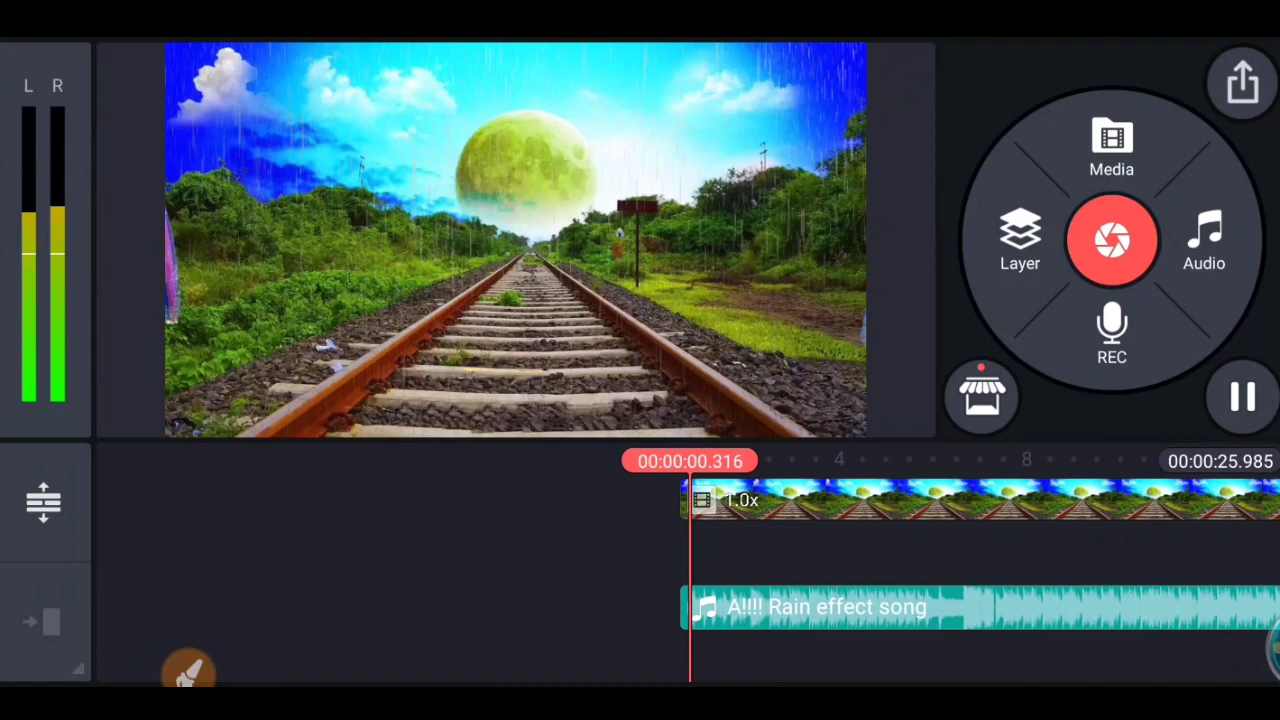 L R
Media
Layer
Audio
REC
00:00:00.316
4
8
00:00:25.985
1.0x
A!!!! Rain effect song